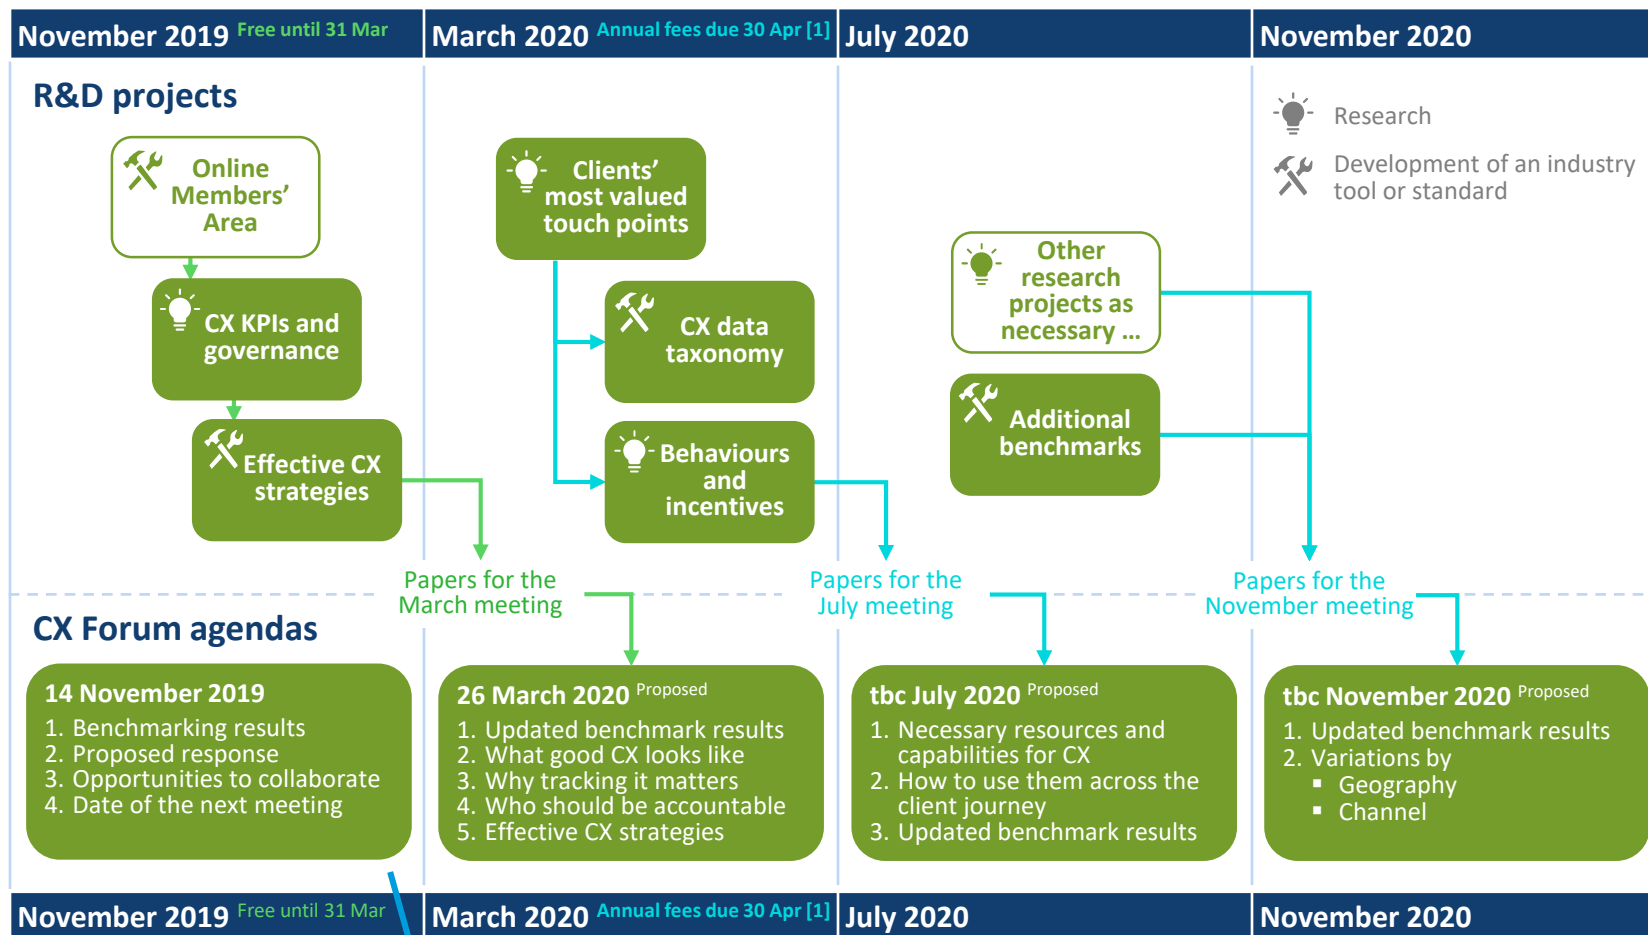 November 2019 Free until 31 Mar
March 2020 Annual fees due 30 Apr [1]
July 2020
November 2020
R&D projects
Research
Development of an industry
tool or standard
Online
Members’
Area
CX KPIs and
governance
Effective CX
strategies
Clients’
most valued
touch points
CX data
taxonomy
Behaviours
and
incentives
Other
research
projects as
necessary ...
Additional
benchmarks
Papers for the
March meeting
Papers for the
July meeting
Papers for the
November meeting
CX Forum agendas
14 November 2019
1. Benchmarking results
2. Proposed response
3. Opportunities to collaborate
4. Date of the next meeting
26 March 2020 Proposed
1. Updated benchmark results
2. What good CX looks like
3. Why tracking it matters
4. Who should be accountable
5. Effective CX strategies
tbc July 2020 Proposed
1. Necessary resources and
capabilities for CX
2. How to use them across the
client journey
3. Updated benchmark results
tbc November 2020 Proposed
1. Updated benchmark results
2. Variations by
▪ Geography
▪ Channel
November 2019 Free until 31 Mar
March 2020 Annual fees due 30 Apr [1]
July 2020
November 2020